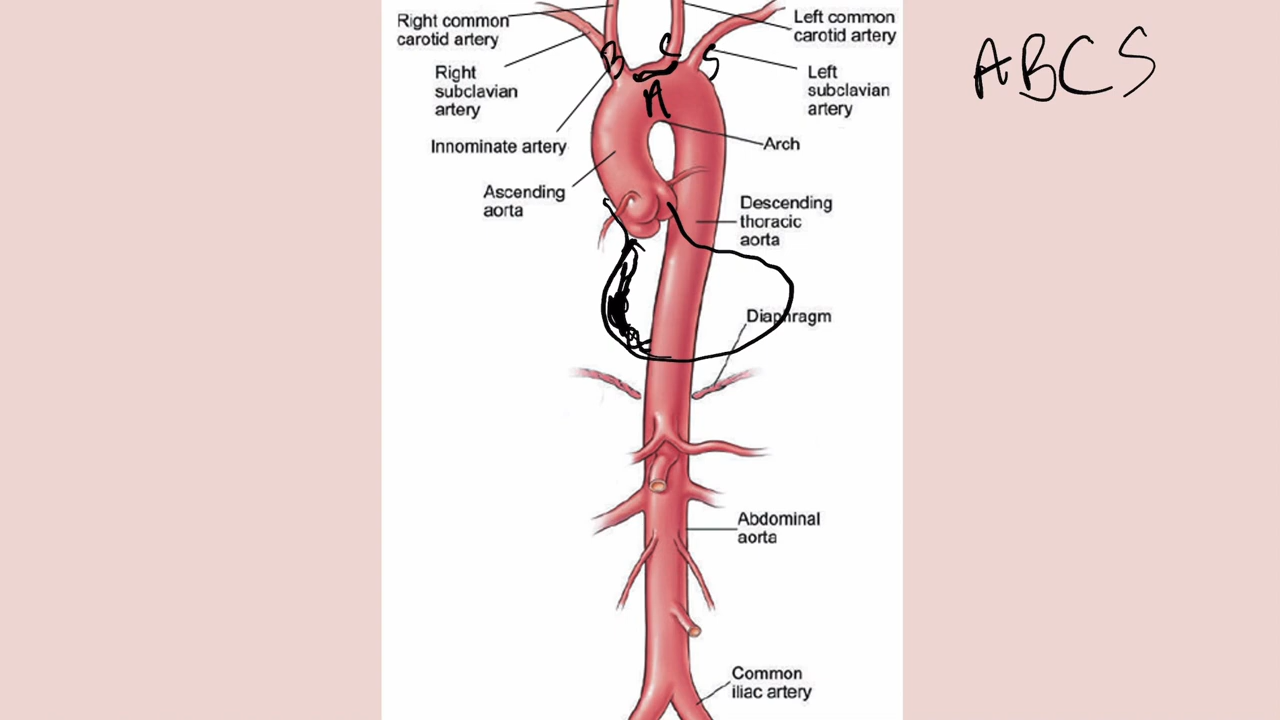 Right common
carotid artery
Left common
carotid artery
ABCS
B
C
S
Right
subclavian
artery
Left
subclavian
artery
A
Innominate artery
Arch
Ascending
aorta
Descending
thoracic
aorta
Diaphragm
Abdominal
aorta
Common
iliac artery